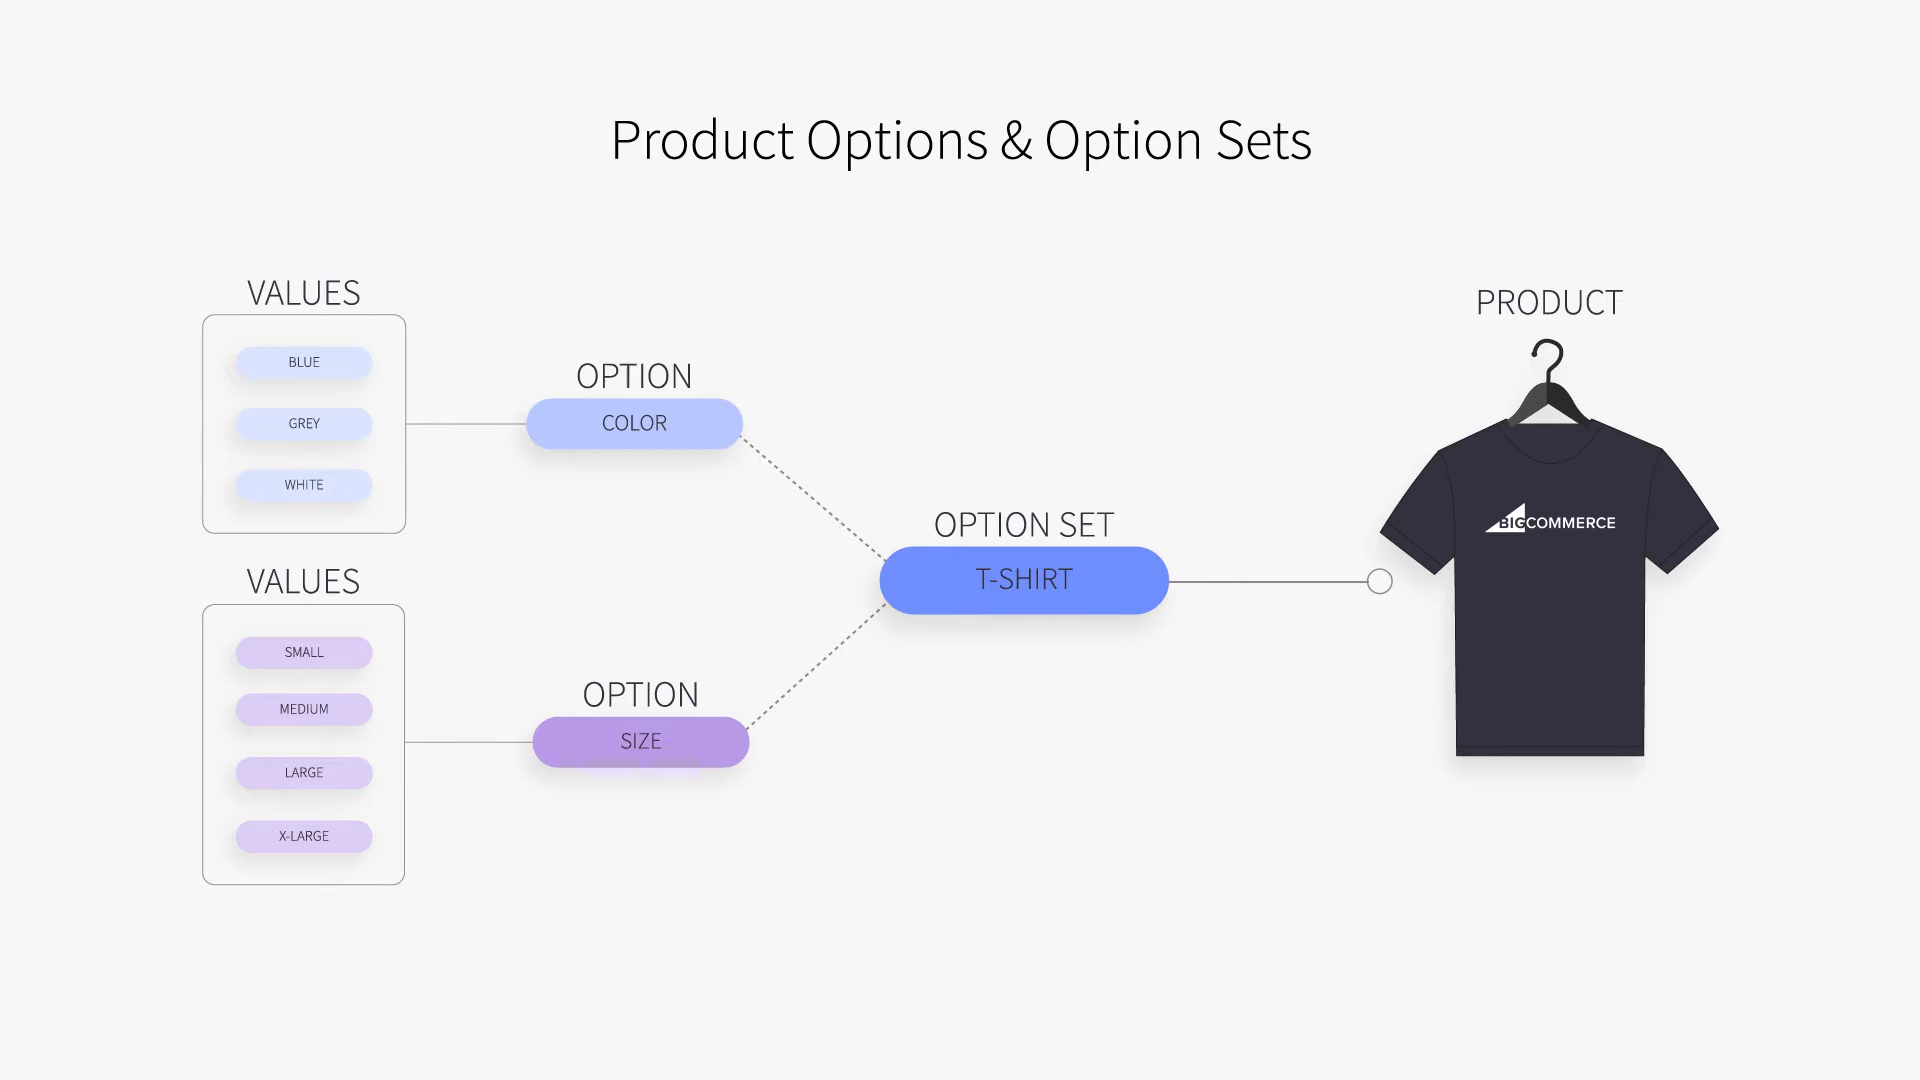 Product Options & Option Sets
VALUES
BLUE
GREY
WHITE
OPTION
COLOR
VALUES
SMALL
MEDIUM
LARGE
X-LARGE
OPTION
SIZE
OPTION SET
T-SHIRT
PRODUCT
BIGCOMMERCE